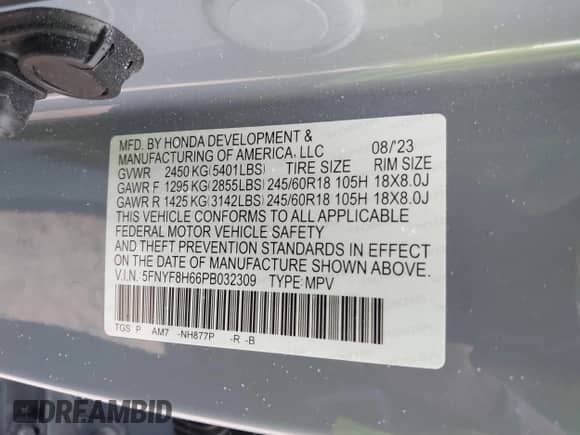 MFD. BY HONDA DEVELOPMENT &
MANUFACTURING OF AMERICA, LLC 08/'23
GVWR 2450 KG(5401LBS) TIRE SIZE RIM SIZE
GAWR F 1295 KG(2855LBS) 245/60R18 105H 18X8.0J
GAWR R 1425 KG(3142LBS) 245/60R18 105H 18X8.0J
THIS VEHICLE CONFORMS TO ALL APPLICABLE
FEDERAL MOTOR VEHICLE SAFETY
AND THEFT PREVENTION STANDARDS IN EFFECT
ON THE DATE OF MANUFACTURE SHOWN ABOVE.
V.I.N. 5FNYF8H66PB032309 TYPE:MPV
TGS P AM7 -NH877P -R -B
DREAMBID